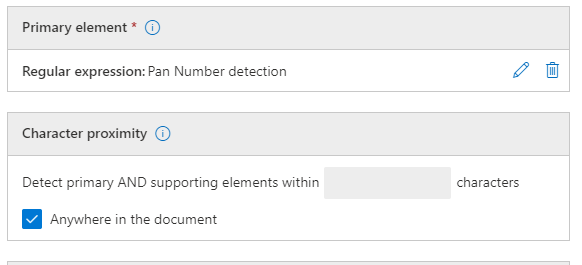 Primary element *
Regular expression: Pan Number detection
Character proximity
Detect primary AND supporting elements within characters
Anywhere in the document